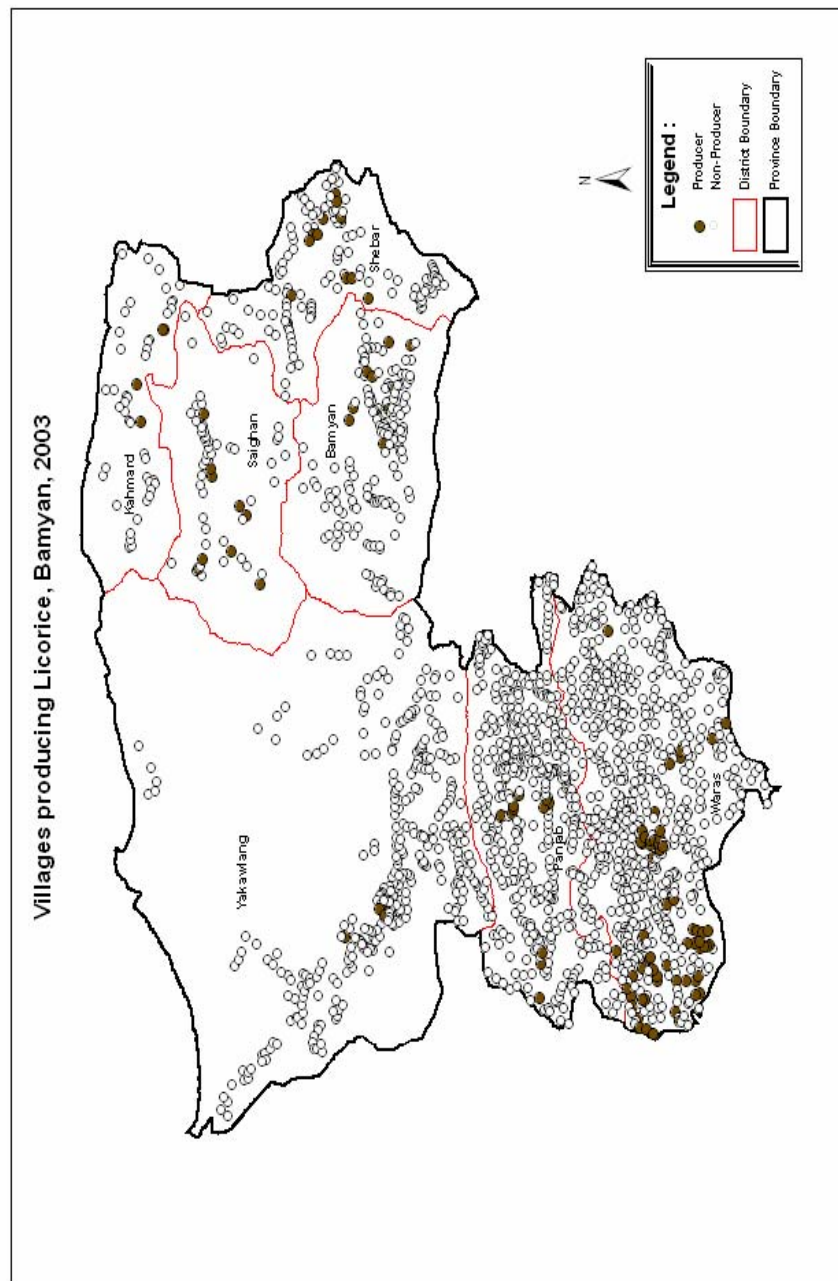 Villages producing Licorice, Bamyan, 2003
Yakawlang
Kahmard
Saighan
Bamyan
Shebar
Panjab
Waras
N
Legend :
Producer
Non-Producer
District Boundary
Province Boundary